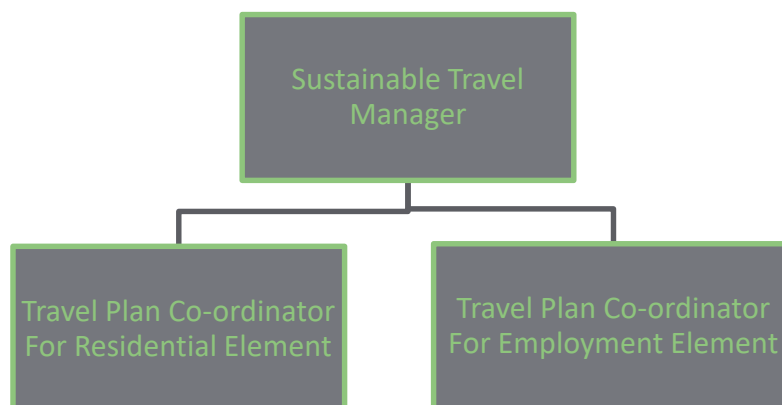 Sustainable Travel
Manager
Travel Plan Co-ordinator
For Residential Element
Travel Plan Co-ordinator
For Employment Element